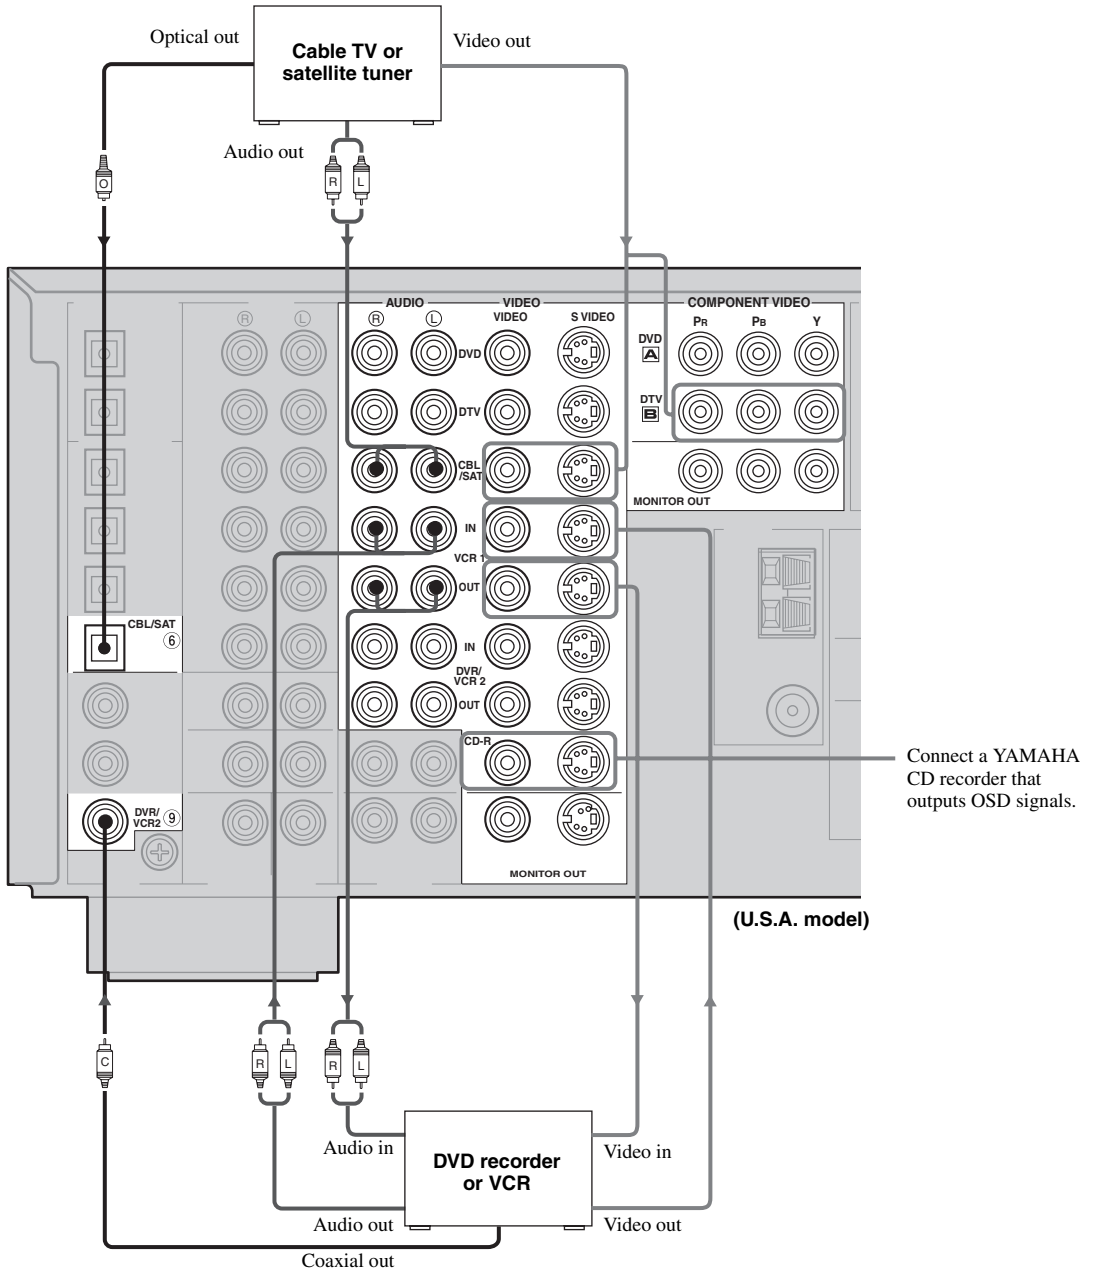 Optical out
Cable TV or
satellite tuner
Video out
Audio out
O
R
L
AUDIO
VIDEO
COMPONENT VIDEO
R
L
R
L
VIDEO
S VIDEO
PR
PB
Y
DVD
DVD
A
DTV
DTV
B
CBL
/SAT
MONITOR OUT
IN
VCR 1
OUT
CBL/SAT
6
IN
DVR/
VCR 2
OUT
CD-R
Connect a YAMAHA
CD recorder that
outputs OSD signals.
DVR/
VCR2
9
MONITOR OUT
(U.S.A. model)
C
R
L
R
L
Audio in
DVD recorder
or VCR
Video in
Audio out
Video out
Coaxial out